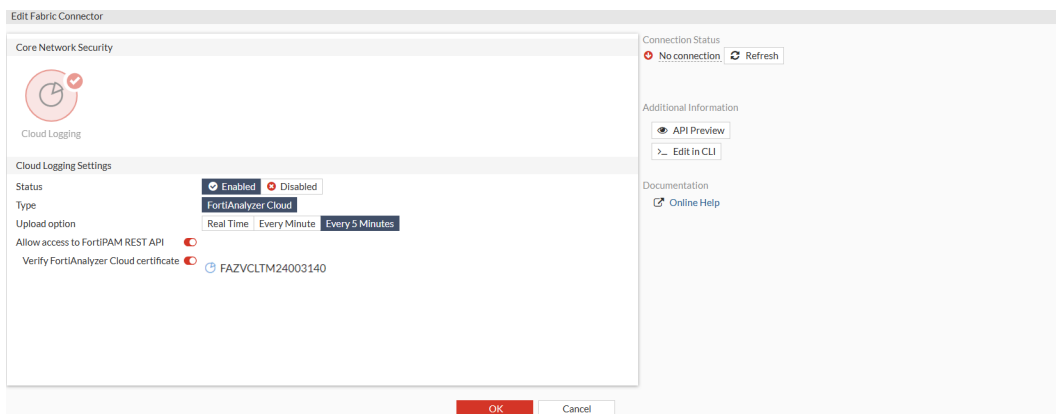 Edit Fabric Connector
Core Network Security
Cloud Logging
Cloud Logging Settings
Status Enabled Disabled
Type FortiAnalyzer Cloud
Upload option Real Time Every Minute Every 5 Minutes
Allow access to FortiPAM REST API
Verify FortiAnalyzer Cloud certificate FAZVCLTM24003140
Connection Status
No connection Refresh
Additional Information
API Preview
>_ Edit in CLI
Documentation
Online Help
OK Cancel